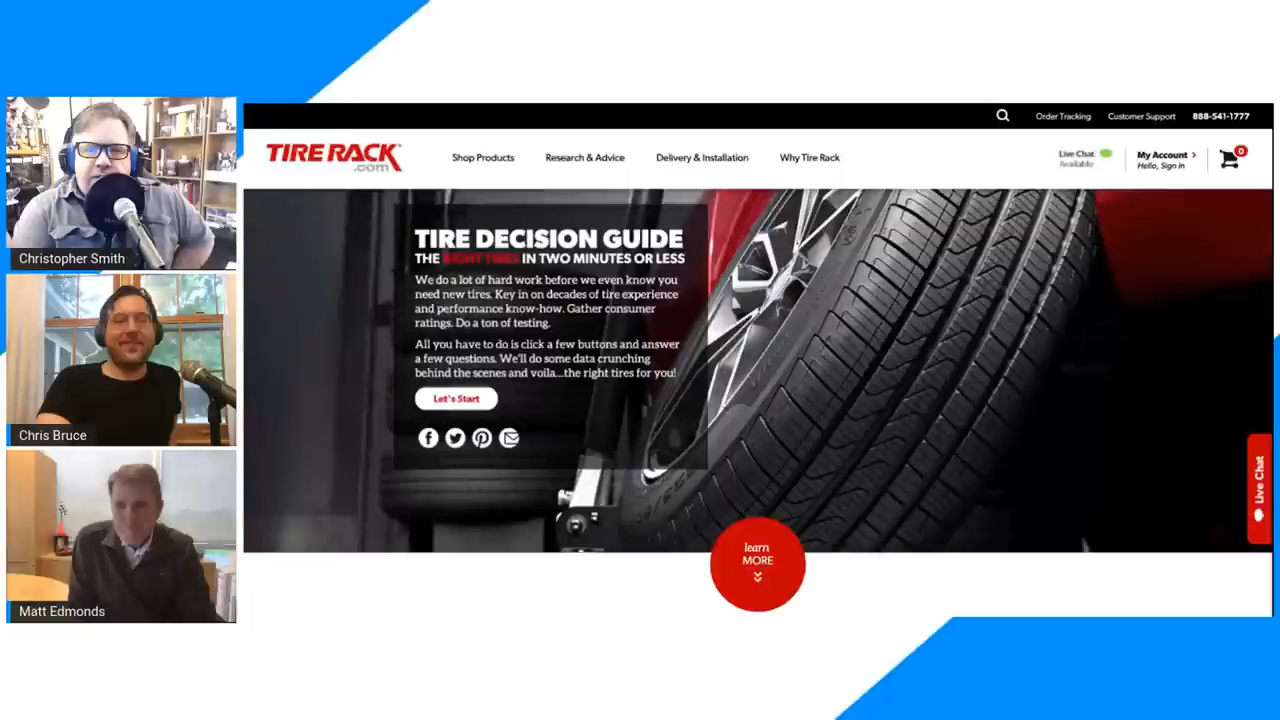 Christopher Smith
Chris Bruce
Matt Edmonds
Order Tracking
Customer Support
888-541-1777
TIRE RACK
.com
Shop Products
Research & Advice
Delivery & Installation
Why Tire Rack
Live Chat
Available
My Account >
Hello, Sign in
0
TIRE DECISION GUIDE
THE RIGHT TIRES IN TWO MINUTES OR LESS
We do a lot of hard work before we even know you
need new tires. Key in on decades of tire experience
and performance know-how. Gather consumer
ratings. Do a ton of testing.
All you have to do is click a few buttons and answer
a few questions. We'll do some data crunching
behind the scenes and voila...the right tires for you!
Let's Start
Live Chat
learn
MORE